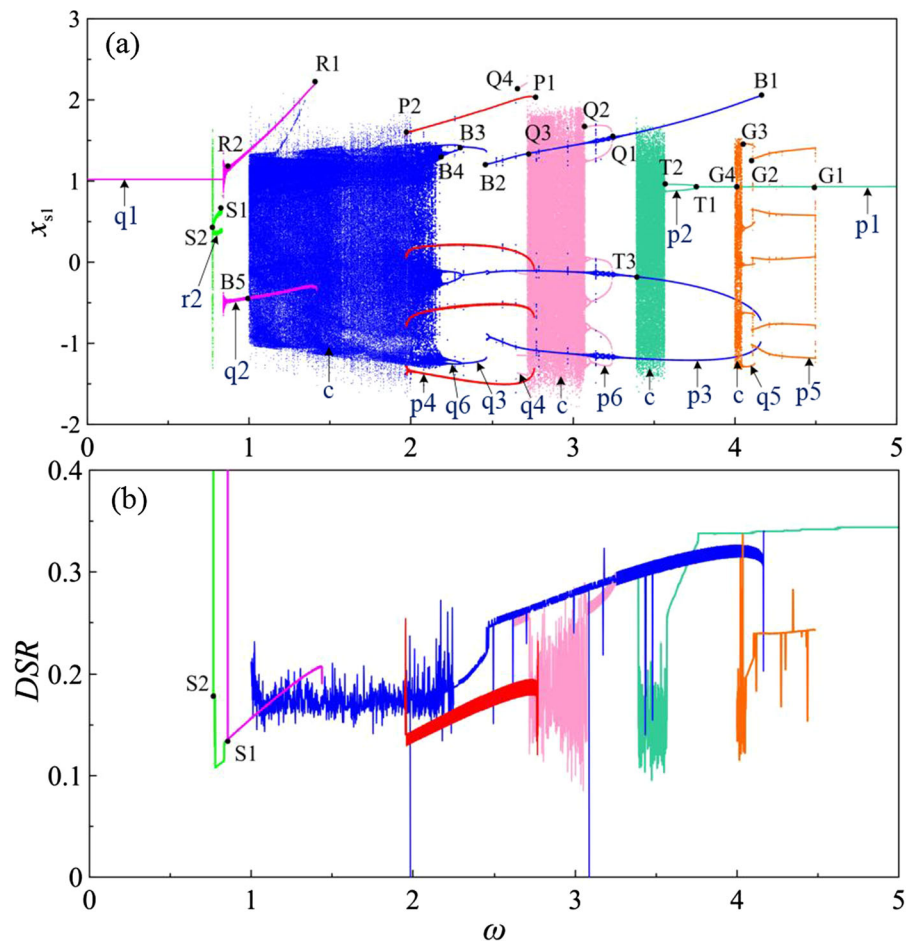 (a)
3
2
1
0
-1
-2
x_s1
R1
Q4
P1
B1
P2
Q2
R2
B3
Q3
G3
B4
B2
Q1
T2
G4
G2
G1
S1
T1
q1
S2
p2
p1
r2
B5
T3
q2
c
p4
q6
q3
q4
c
p6
c
p3
c
q5
p5
0
1
2
3
4
5
(b)
0.4
0.3
0.2
0.1
0
DSR
S2
S1
0
1
2
3
4
5
ω